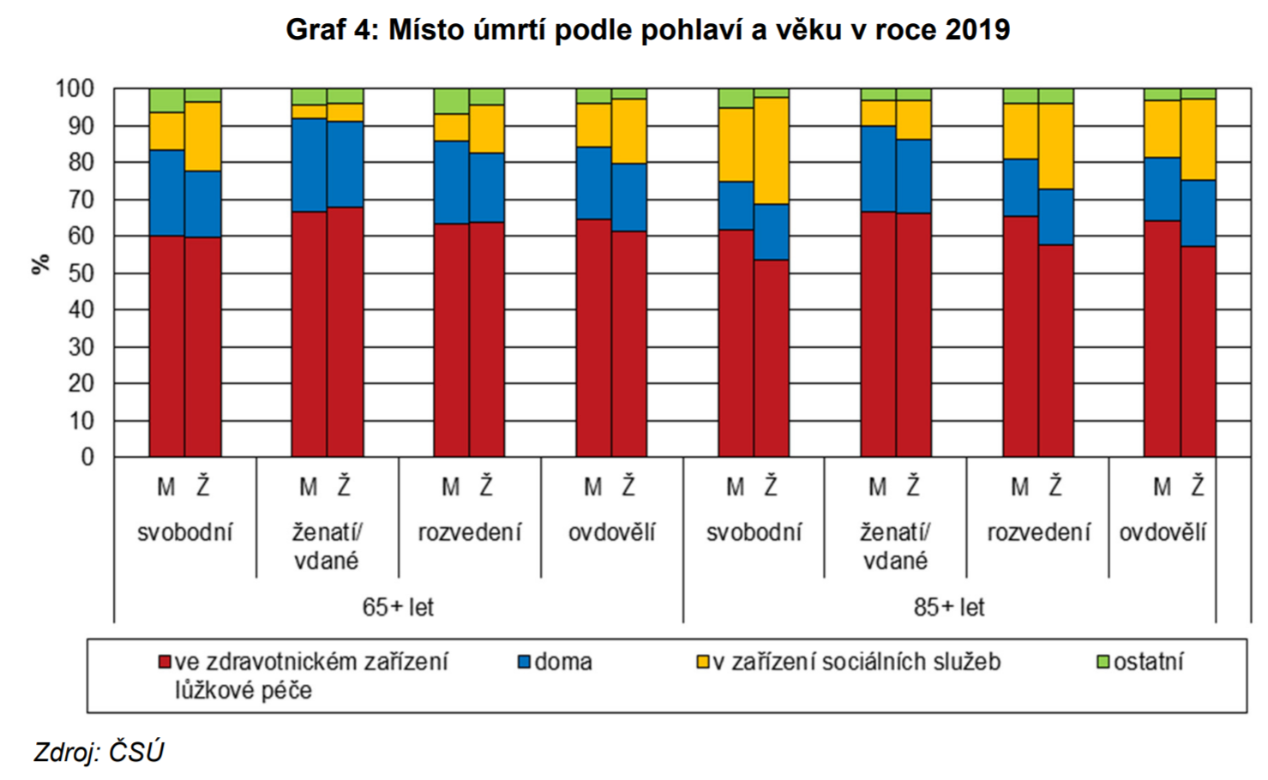 Graf 4: Místo úmrtí podle pohlaví a věku v roce 2019
100
90
80
70
60
50
40
30
20
10
0
%
M Ž M Ž M Ž M Ž M Ž M Ž M Ž M Ž
svobodní ženatí/ rozvedení ovdovělí svobodní ženatí/ rozvedení ovdovělí
vdané vdané
65+ let 85+ let
ve zdravotnickém zařízení doma v zařízení sociálních služeb ostatní
lůžkové péče
Zdroj: ČSÚ